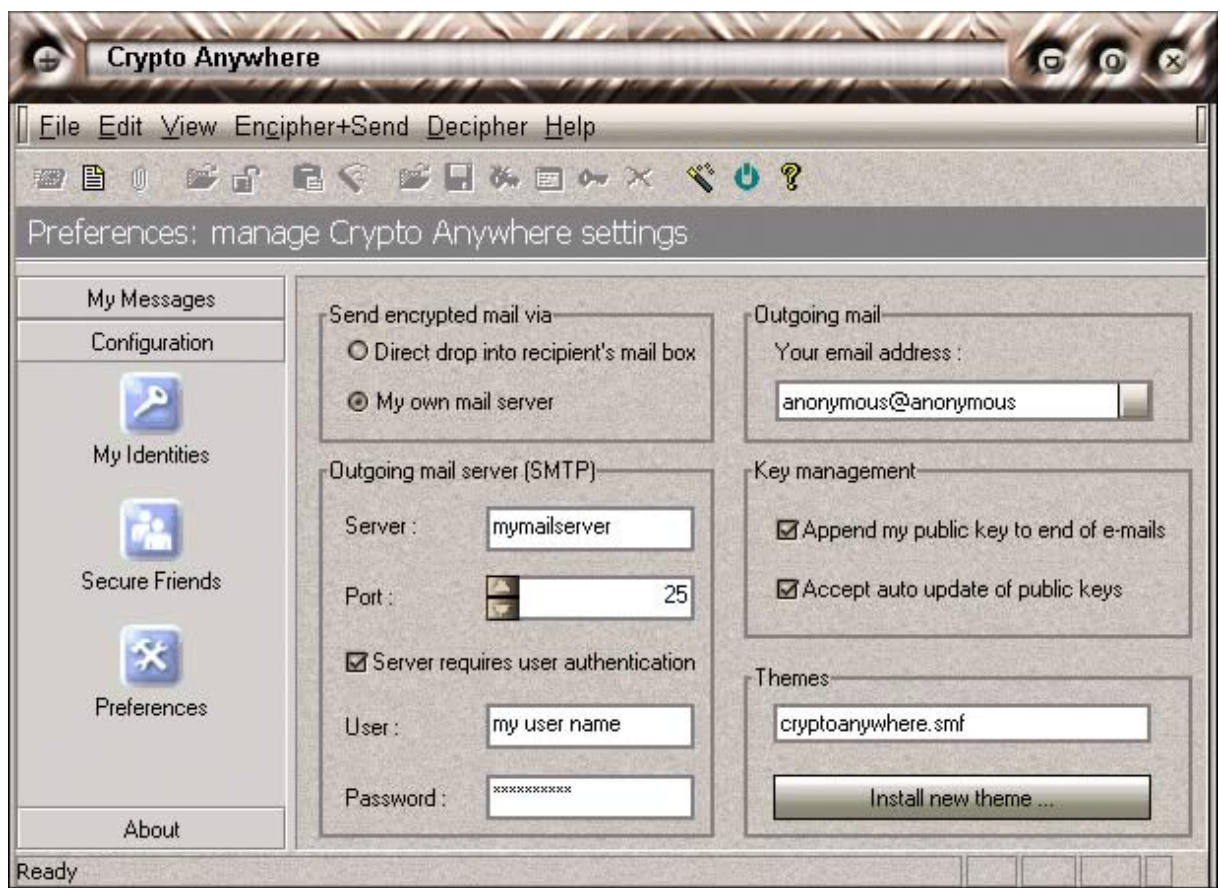 Crypto Anywhere
File Edit View Encipher+Send Decipher Help
Preferences: manage Crypto Anywhere settings
My Messages
Configuration
My Identities
Secure Friends
Preferences
About
Send encrypted mail via
Direct drop into recipient's mail box
My own mail server
Outgoing mail server (SMTP)
Server :
mymailserver
Port :
25
Server requires user authentication
User :
my user name
Password :
xxxxxxxxxx
Outgoing mail
Your email address :
anonymous@anonymous
Key management
Append my public key to end of e-mails
Accept auto update of public keys
Themes
cryptoanywhere.smf
Install new theme ...
Ready